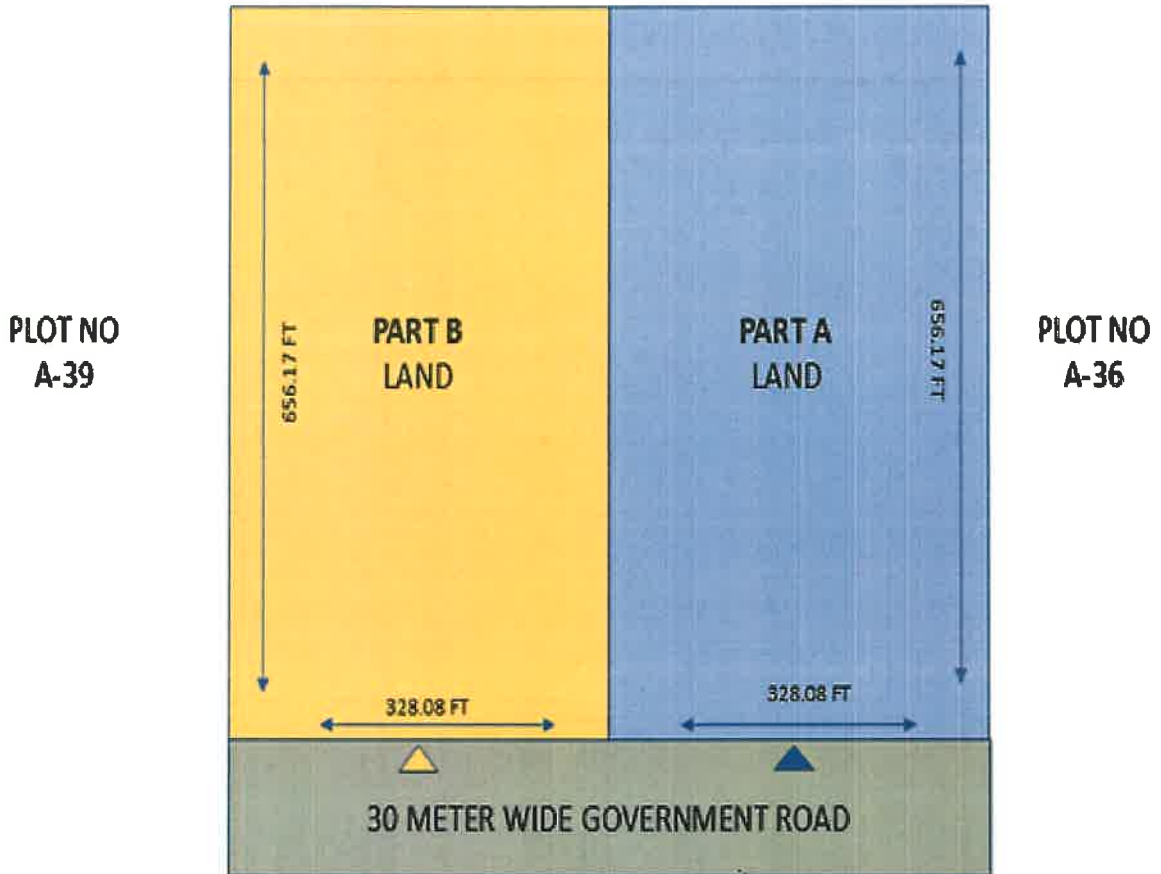 PLOT NO
A-39
656.17 FT
PART B
LAND
PART A
LAND
656.17 FT
PLOT NO
A-36
328.08 FT
328.08 FT
30 METER WIDE GOVERNMENT ROAD